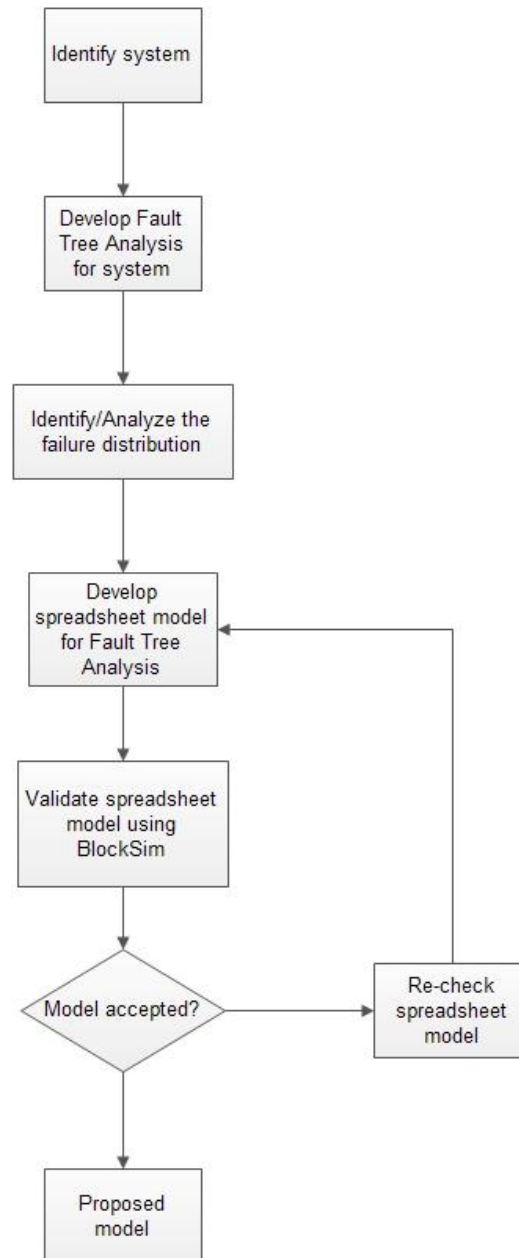 Identify system
Develop Fault
Tree Analysis
for system
Identify/Analyze the
failure distribution
Develop
spreadsheet model
for Fault Tree
Analysis
Validate spreadsheet
model using
BlockSim
Model accepted?
Re-check
spreadsheet
model
Proposed
model